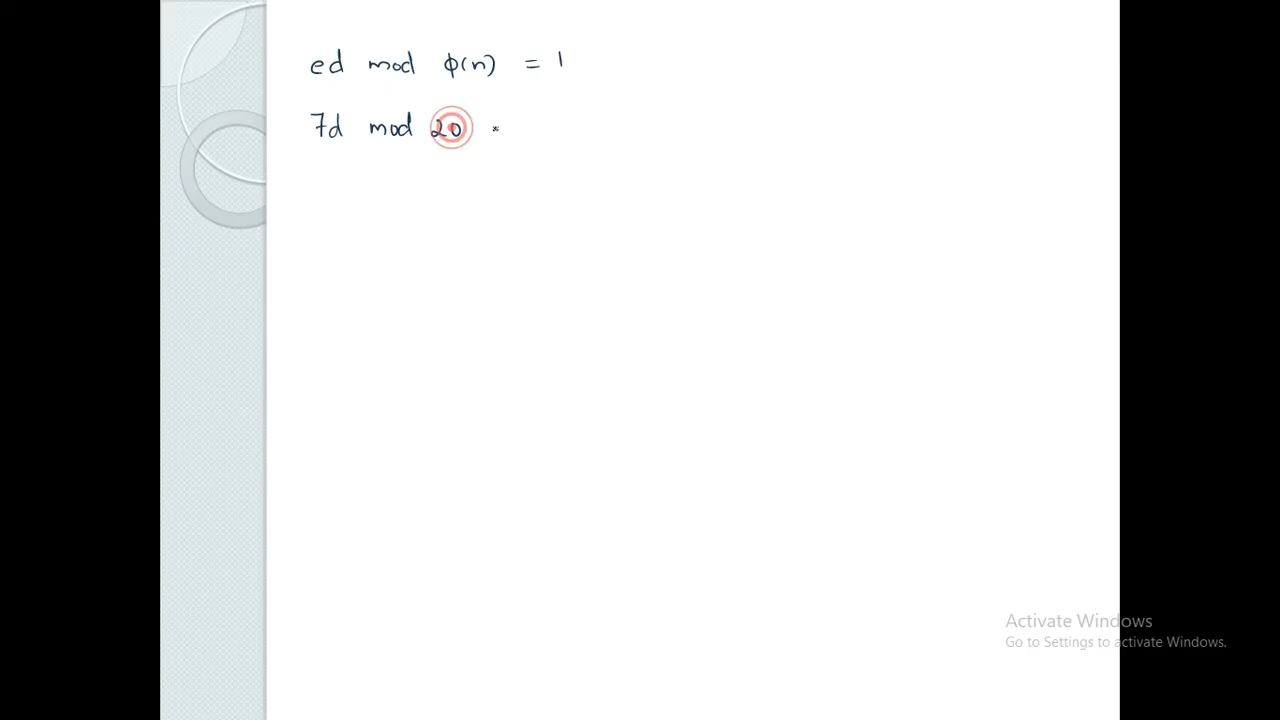 ed mod φ(n) = 1
7d mod 20
Activate Windows
Go to Settings to activate Windows.